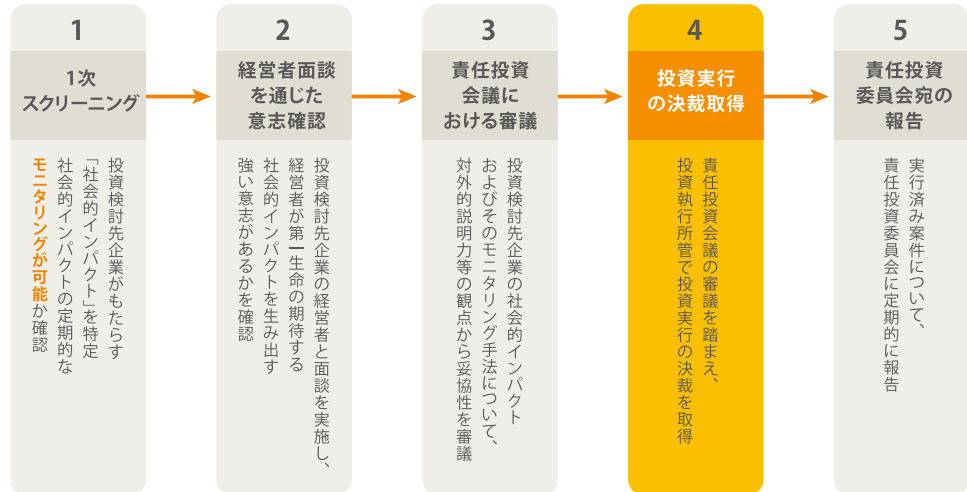 1
1次
スクリーニング
投資検討先企業がもたらす
「社会的インパクト」を特定
社会的インパクトの定期的な
モニタリングが可能か確認
2
経営者面談
を通じた
意志確認
投資検討先企業の経営者と面談を実施し、
経営者が第一生命の期待する
社会的インパクトを生み出す
強い意志があるかを確認
3
責任投資
会議に
おける審議
投資検討先企業の社会的インパクト
およびそのモニタリング手法について、
対外的説明力等の観点から妥協性を審議
4
投資実行
の決裁取得
責任投資会議の審議を踏まえ、
投資執行所管で投資実行の決裁を取得
5
責任投資
委員会宛の
報告
実行済み案件について、
責任投資委員会に定期的に報告